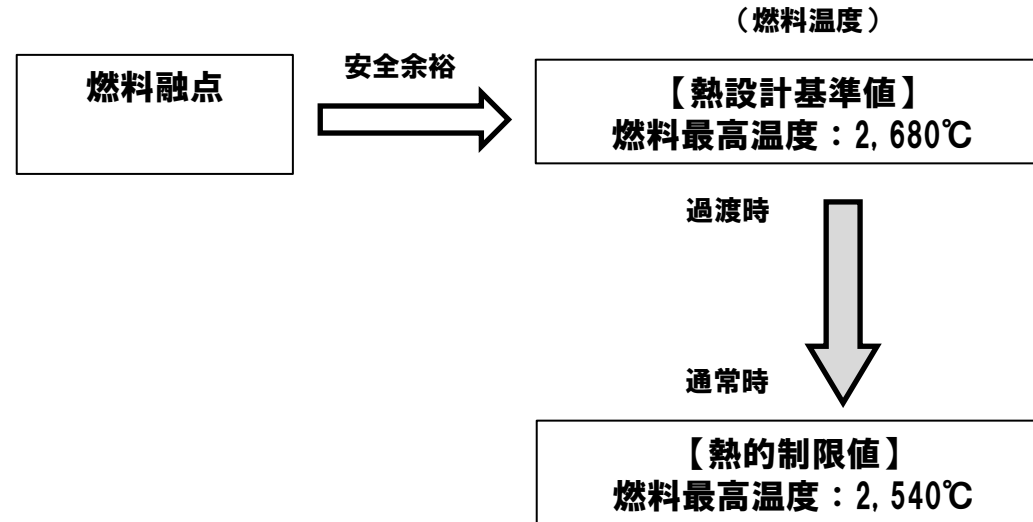 （燃料温度）
燃料融点
安全余裕
【熱設計基準値】
燃料最高温度：2,680℃
過渡時
通常時
【熱的制限値】
燃料最高温度：2,540℃